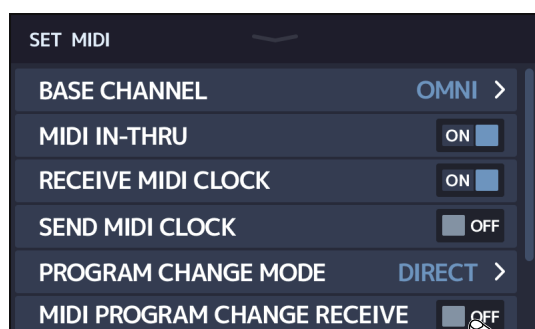 SET MIDI
BASE CHANNEL OMNI >
MIDI IN-THRU ON
RECEIVE MIDI CLOCK ON
SEND MIDI CLOCK OFF
PROGRAM CHANGE MODE DIRECT >
MIDI PROGRAM CHANGE RECEIVE OFF